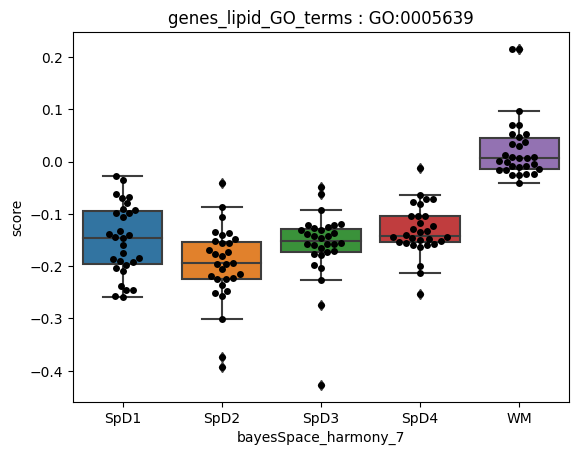 genes_lipid_GO_terms : GO:0005639
score
0.2
0.1
0.0
−0.1
−0.2
−0.3
−0.4
SpD1 SpD2 SpD3 SpD4 WM
bayesSpace_harmony_7